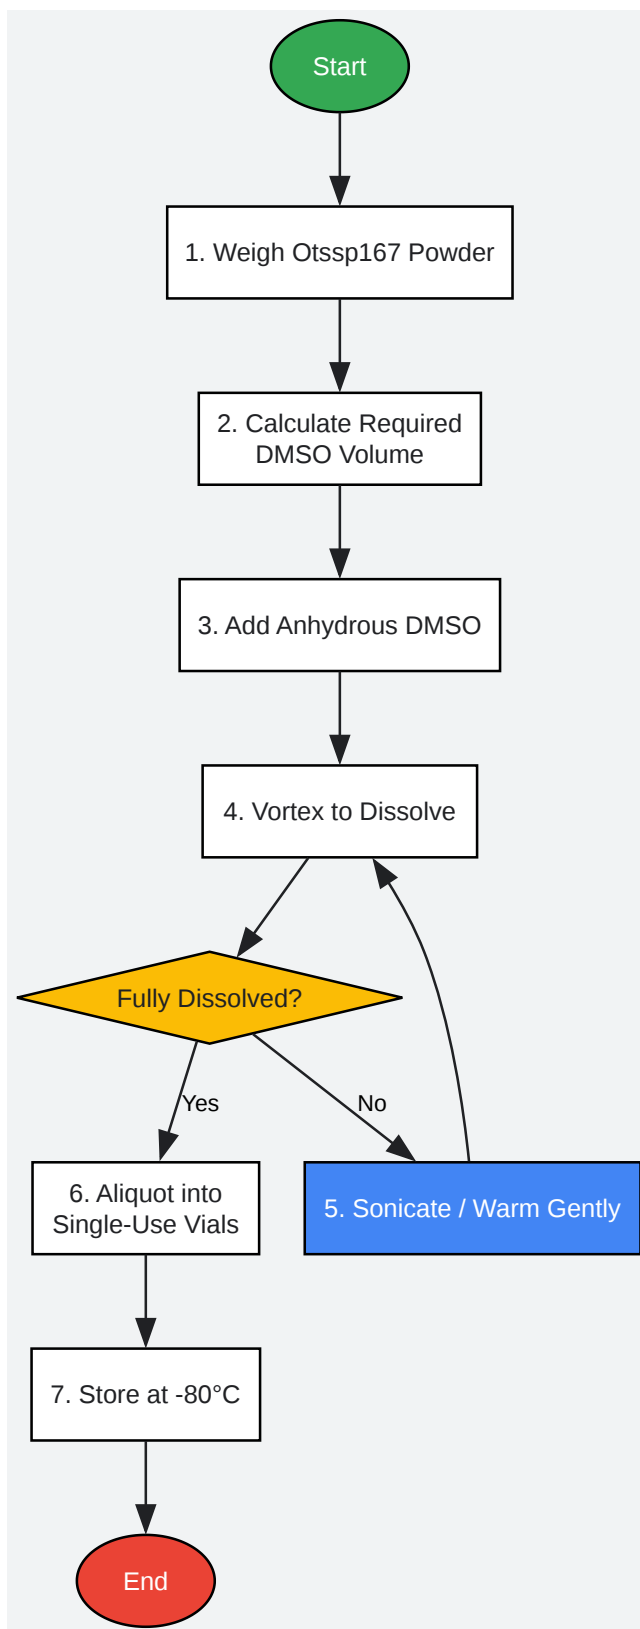 Start
1. Weigh Otssp167 Powder
2. Calculate Required
DMSO Volume
3. Add Anhydrous DMSO
4. Vortex to Dissolve
Fully Dissolved?
Yes
No
6. Aliquot into
Single-Use Vials
5. Sonicate / Warm Gently
7. Store at -80°C
End